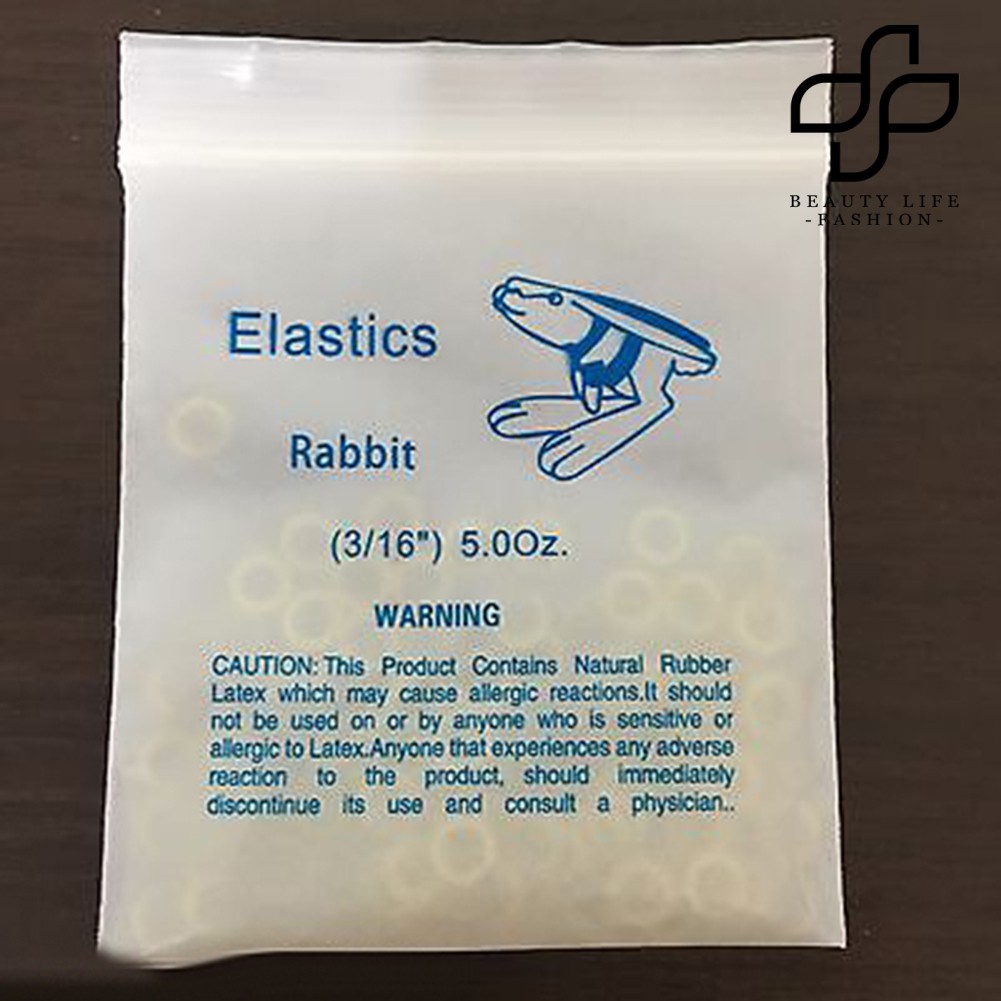 BEAUTY LIFE
-FASHION-
Elastics
Rabbit
(3/16") 5.0Oz.
WARNING
CAUTION: This Product Contains Natural Rubber
Latex which may cause allergic reactions.It should
not be used on or by anyone who is sensitive or
allergic to Latex.Anyone that experiences any adverse
reaction to the product, should immediately
discontinue its use and consult a physician..